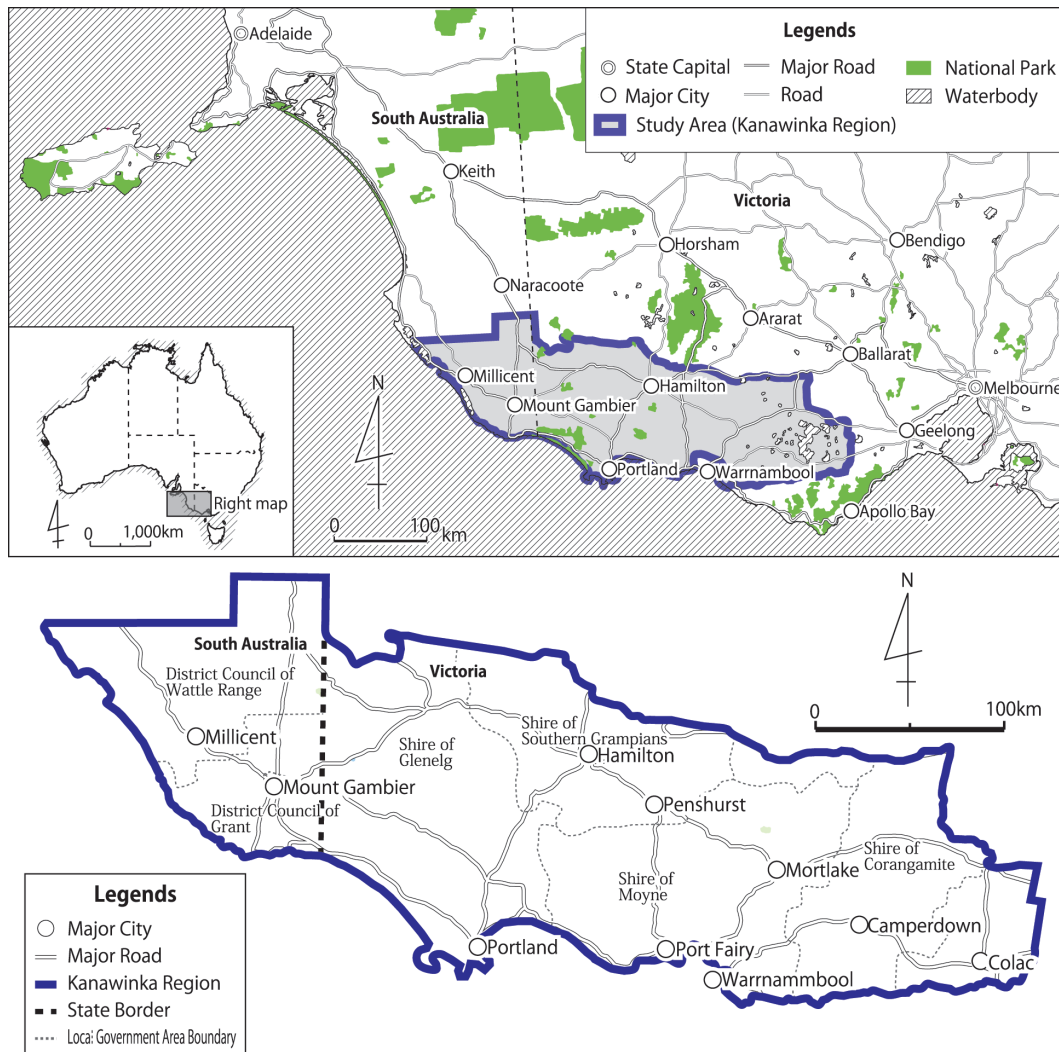 Adelaide
Legends
State Capital
Major Road
National Park
Major City
Road
Waterbody
Study Area (Kanawinka Region)
South Australia
Keith
Victoria
Horsham
Bendigo
Naracoote
Ararat
Ballarat
Millicent
Hamilton
Melbourne
Mount Gambier
Geelong
Portland
Warrnambool
Apollo Bay
N
0
100
km
Right map
0
1,000km
N
South Australia
Victoria
District Council of
Wattle Range
0
100km
Millicent
Shire of
Glenelg
Shire of
Southern Grampians
Hamilton
Mount Gambier
Penshurst
District Council of
Grant
Mortlake
Shire of
Corangamite
Shire of
Moyne
Camperdown
Portland
Port Fairy
Colac
Warrnammbool
Legends
Major City
Major Road
Kanawinka Region
State Border
Local Government Area Boundary